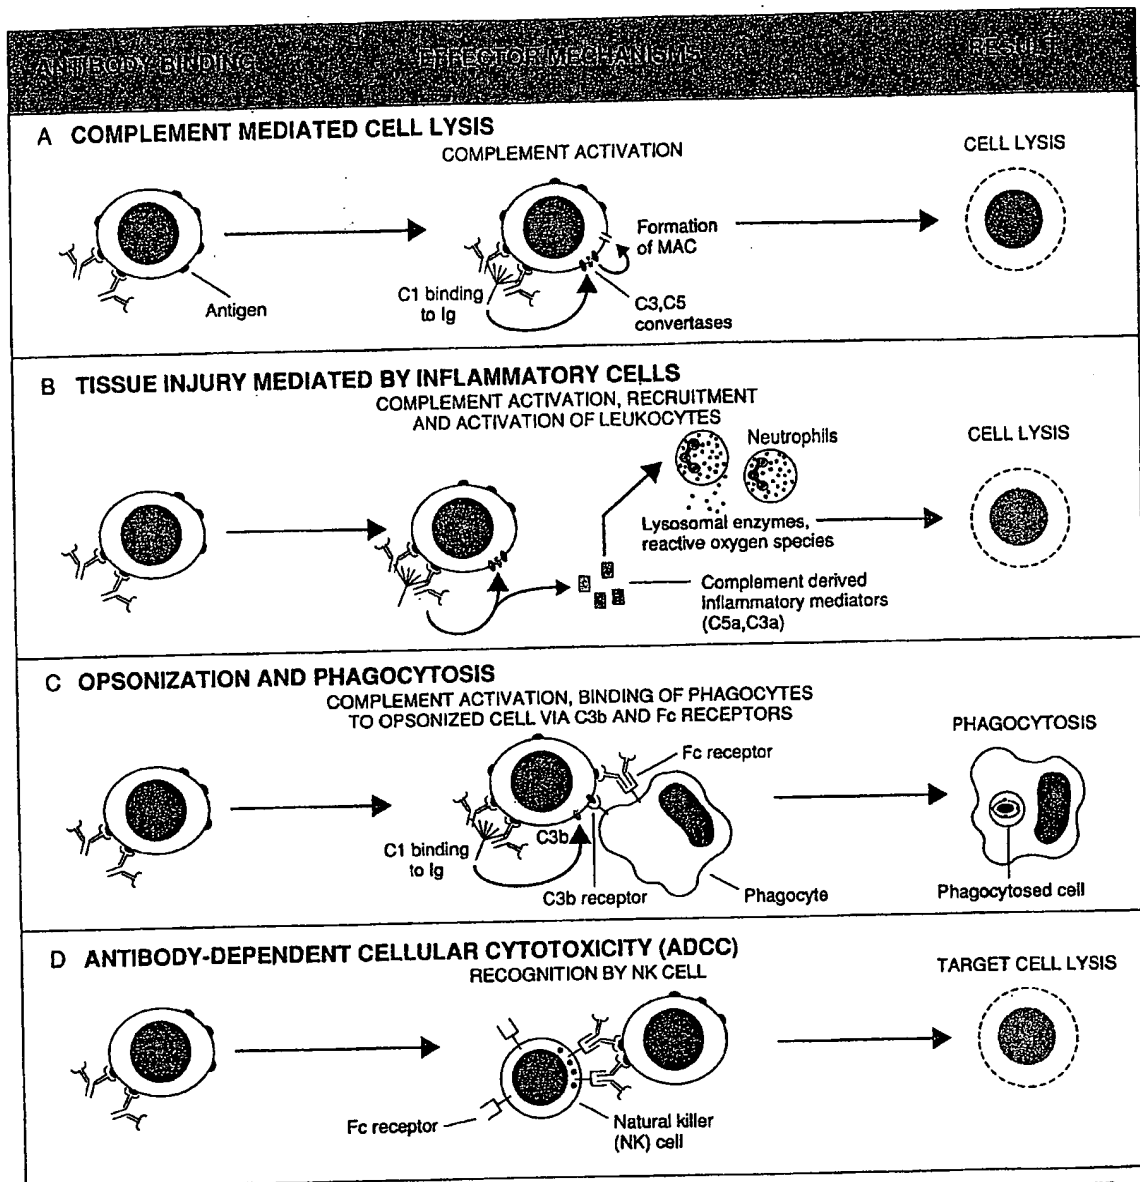 ANTIBODY BINDING
EFFECTOR MECHANISMS
RESULT
A COMPLEMENT MEDIATED CELL LYSIS
COMPLEMENT ACTIVATION
CELL LYSIS
Antigen
C1 binding
to Ig
Formation
of MAC
C3,C5
convertases
B TISSUE INJURY MEDIATED BY INFLAMMATORY CELLS
COMPLEMENT ACTIVATION, RECRUITMENT
AND ACTIVATION OF LEUKOCYTES
Neutrophils
CELL LYSIS
Lysosomal enzymes,
reactive oxygen species
Complement derived
inflammatory mediators
(C5a,C3a)
C OPSONIZATION AND PHAGOCYTOSIS
COMPLEMENT ACTIVATION, BINDING OF PHAGOCYTES
TO OPSONIZED CELL VIA C3b AND Fc RECEPTORS
PHAGOCYTOSIS
Fc receptor
C3b
C1 binding
to Ig
C3b receptor
Phagocyte
Phagocytosed cell
D ANTIBODY-DEPENDENT CELLULAR CYTOTOXICITY (ADCC)
RECOGNITION BY NK CELL
TARGET CELL LYSIS
Fc receptor
Natural killer
(NK) cell